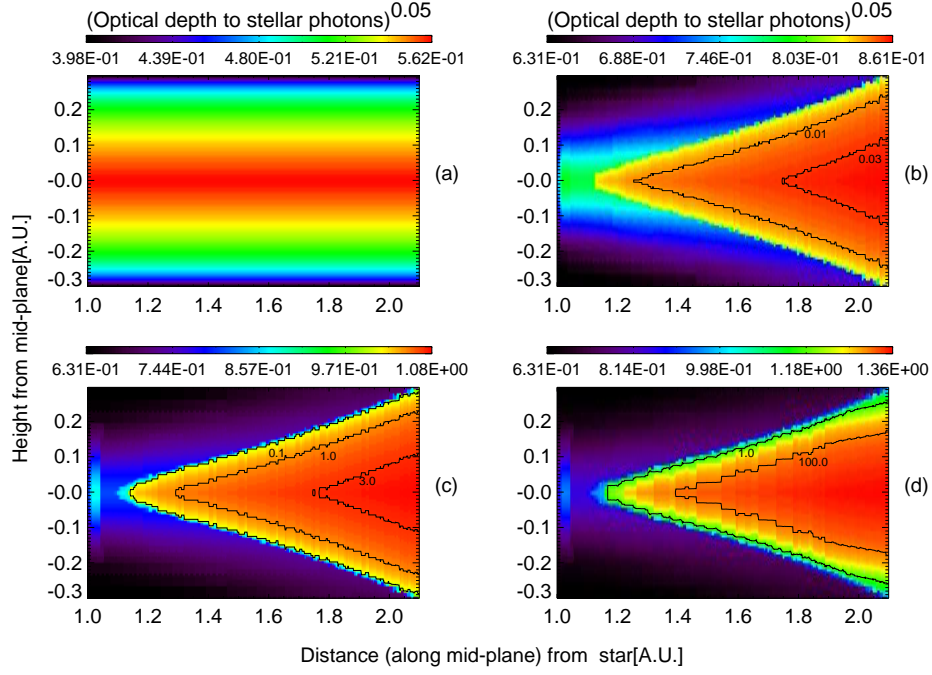 (Optical depth to stellar photons)0.05
(Optical depth to stellar photons)0.05
3.98E-01 4.39E-01 4.80E-01 5.21E-01 5.62E-01
6.31E-01 6.88E-01 7.46E-01 8.03E-01 8.61E-01
0.2
0.1
-0.0
-0.1
-0.2
-0.3
(a)
1.0 1.2 1.4 1.6 1.8 2.0
0.2
0.1
-0.0
-0.1
-0.2
-0.3
0.01
0.03
(b)
1.0 1.2 1.4 1.6 1.8 2.0
Height from mid-plane[A.U.]
6.31E-01 7.44E-01 8.57E-01 9.71E-01 1.08E+00
6.31E-01 8.14E-01 9.98E-01 1.18E+00 1.36E+00
0.2
0.1
-0.0
-0.1
-0.2
-0.3
0.1
1.0
3.0
(c)
1.0 1.2 1.4 1.6 1.8 2.0
0.2
0.1
-0.0
-0.1
-0.2
-0.3
1.0
100.0
(d)
1.0 1.2 1.4 1.6 1.8 2.0
Distance (along mid-plane) from star[A.U.]